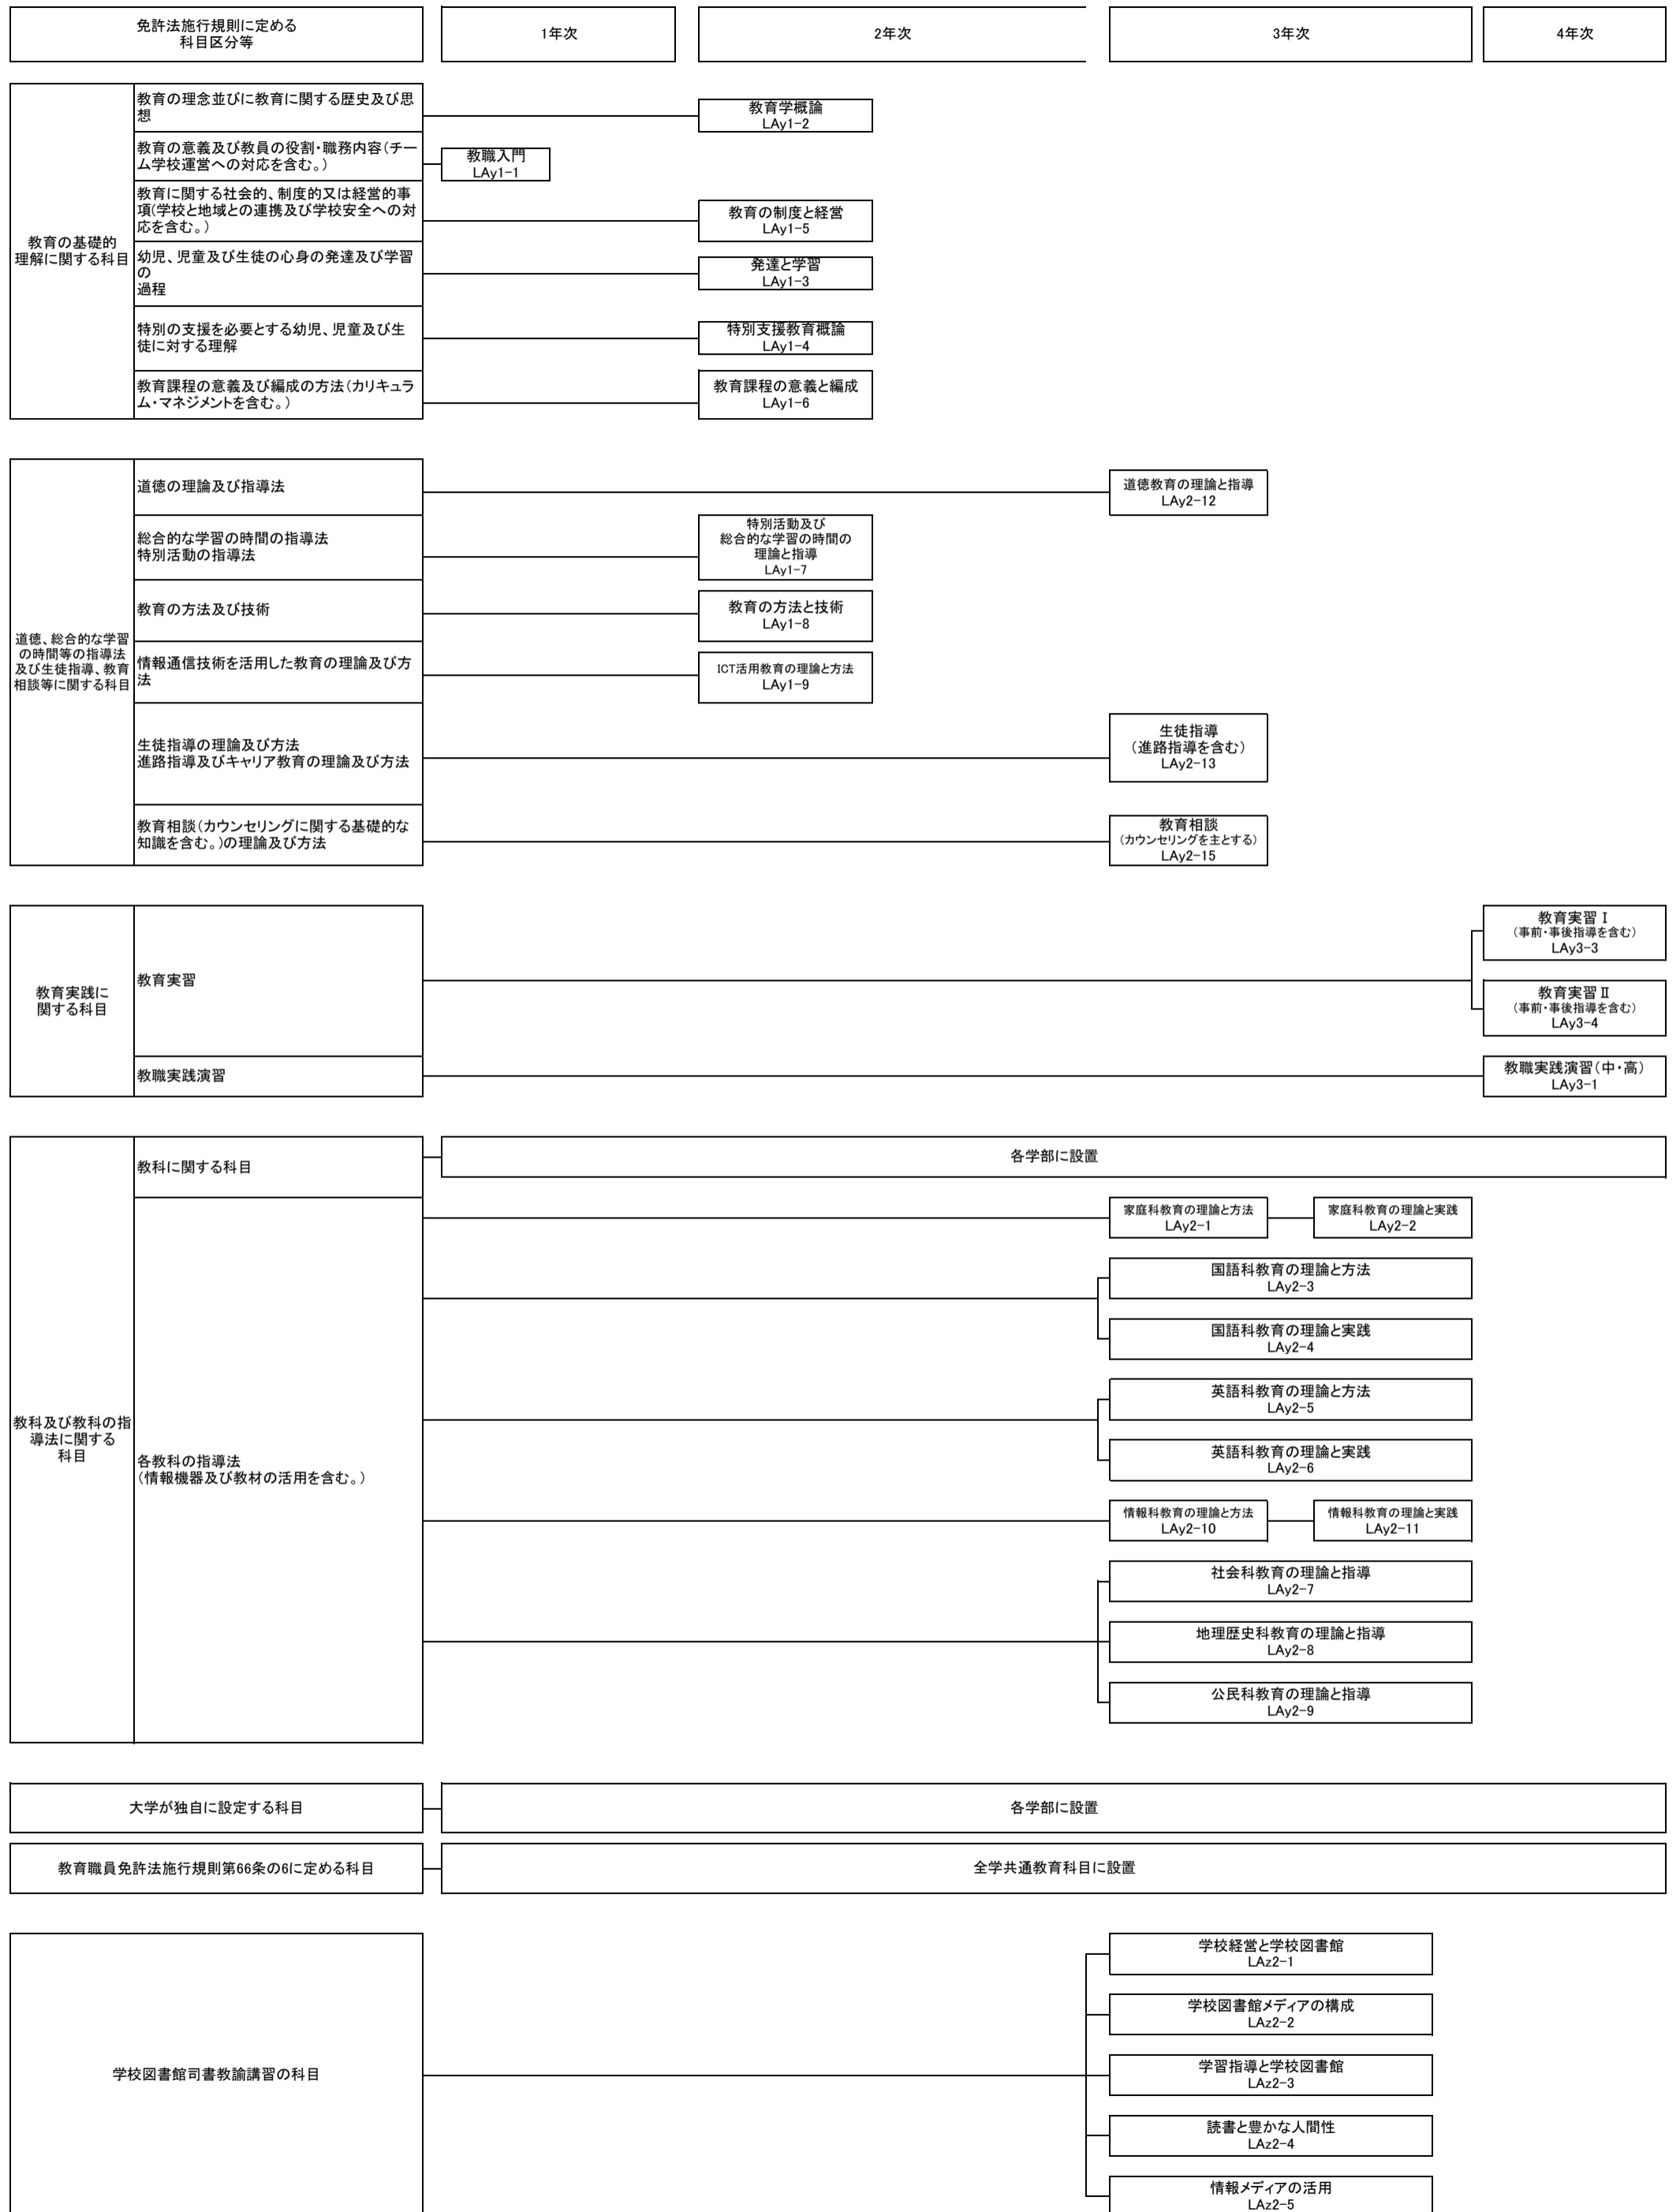 免許法施行規則に定める
科目区分等
1年次
2年次
3年次
4年次
教育の基礎的
理解に関する科目
教育の理念並びに教育に関する歴史及び思
想
教育学概論
LAy1-2
教育の意義及び教員の役割・職務内容(チー
ム学校運営への対応を含む。)
教職入門
LAy1-1
教育に関する社会的、制度的又は経営的事
項(学校と地域との連携及び学校安全への対
応を含む。)
教育の制度と経営
LAy1-5
幼児、児童及び生徒の心身の発達及び学習
の
過程
発達と学習
LAy1-3
特別の支援を必要とする幼児、児童及び生
徒に対する理解
特別支援教育概論
LAy1-4
教育課程の意義及び編成の方法(カリキュラ
ム・マネジメントを含む。)
教育課程の意義と編成
LAy1-6
道徳、総合的な学習
の時間等の指導法
及び生徒指導、教育
相談等に関する科目
道徳の理論及び指導法
道徳教育の理論と指導
LAy2-12
総合的な学習の時間の指導法
特別活動の指導法
特別活動及び
総合的な学習の時間の
理論と指導
LAy1-7
教育の方法及び技術
教育の方法と技術
LAy1-8
情報通信技術を活用した教育の理論及び方
法
ICT活用教育の理論と方法
LAy1-9
生徒指導の理論及び方法
進路指導及びキャリア教育の理論及び方法
生徒指導
(進路指導を含む)
LAy2-13
教育相談(カウンセリングに関する基礎的な
知識を含む。)の理論及び方法
教育相談
(カウンセリングを主とする)
LAy2-15
教育実践に
関する科目
教育実習
教育実習Ⅰ
(事前・事後指導を含む)
LAy3-3
教育実習Ⅱ
(事前・事後指導を含む)
LAy3-4
教職実践演習
教職実践演習(中・高)
LAy3-1
教科及び教科の指
導法に関する
科目
教科に関する科目
各学部に設置
各教科の指導法
(情報機器及び教材の活用を含む。)
家庭科教育の理論と方法
LAy2-1
家庭科教育の理論と実践
LAy2-2
国語科教育の理論と方法
LAy2-3
国語科教育の理論と実践
LAy2-4
英語科教育の理論と方法
LAy2-5
英語科教育の理論と実践
LAy2-6
情報科教育の理論と方法
LAy2-10
情報科教育の理論と実践
LAy2-11
社会科教育の理論と指導
LAy2-7
地理歴史科教育の理論と指導
LAy2-8
公民科教育の理論と指導
LAy2-9
大学が独自に設定する科目
各学部に設置
教育職員免許法施行規則第66条の6に定める科目
全学共通教育科目に設置
学校図書館司書教諭講習の科目
学校経営と学校図書館
LAz2-1
学校図書館メディアの構成
LAz2-2
学習指導と学校図書館
LAz2-3
読書と豊かな人間性
LAz2-4
情報メディアの活用
LAz2-5